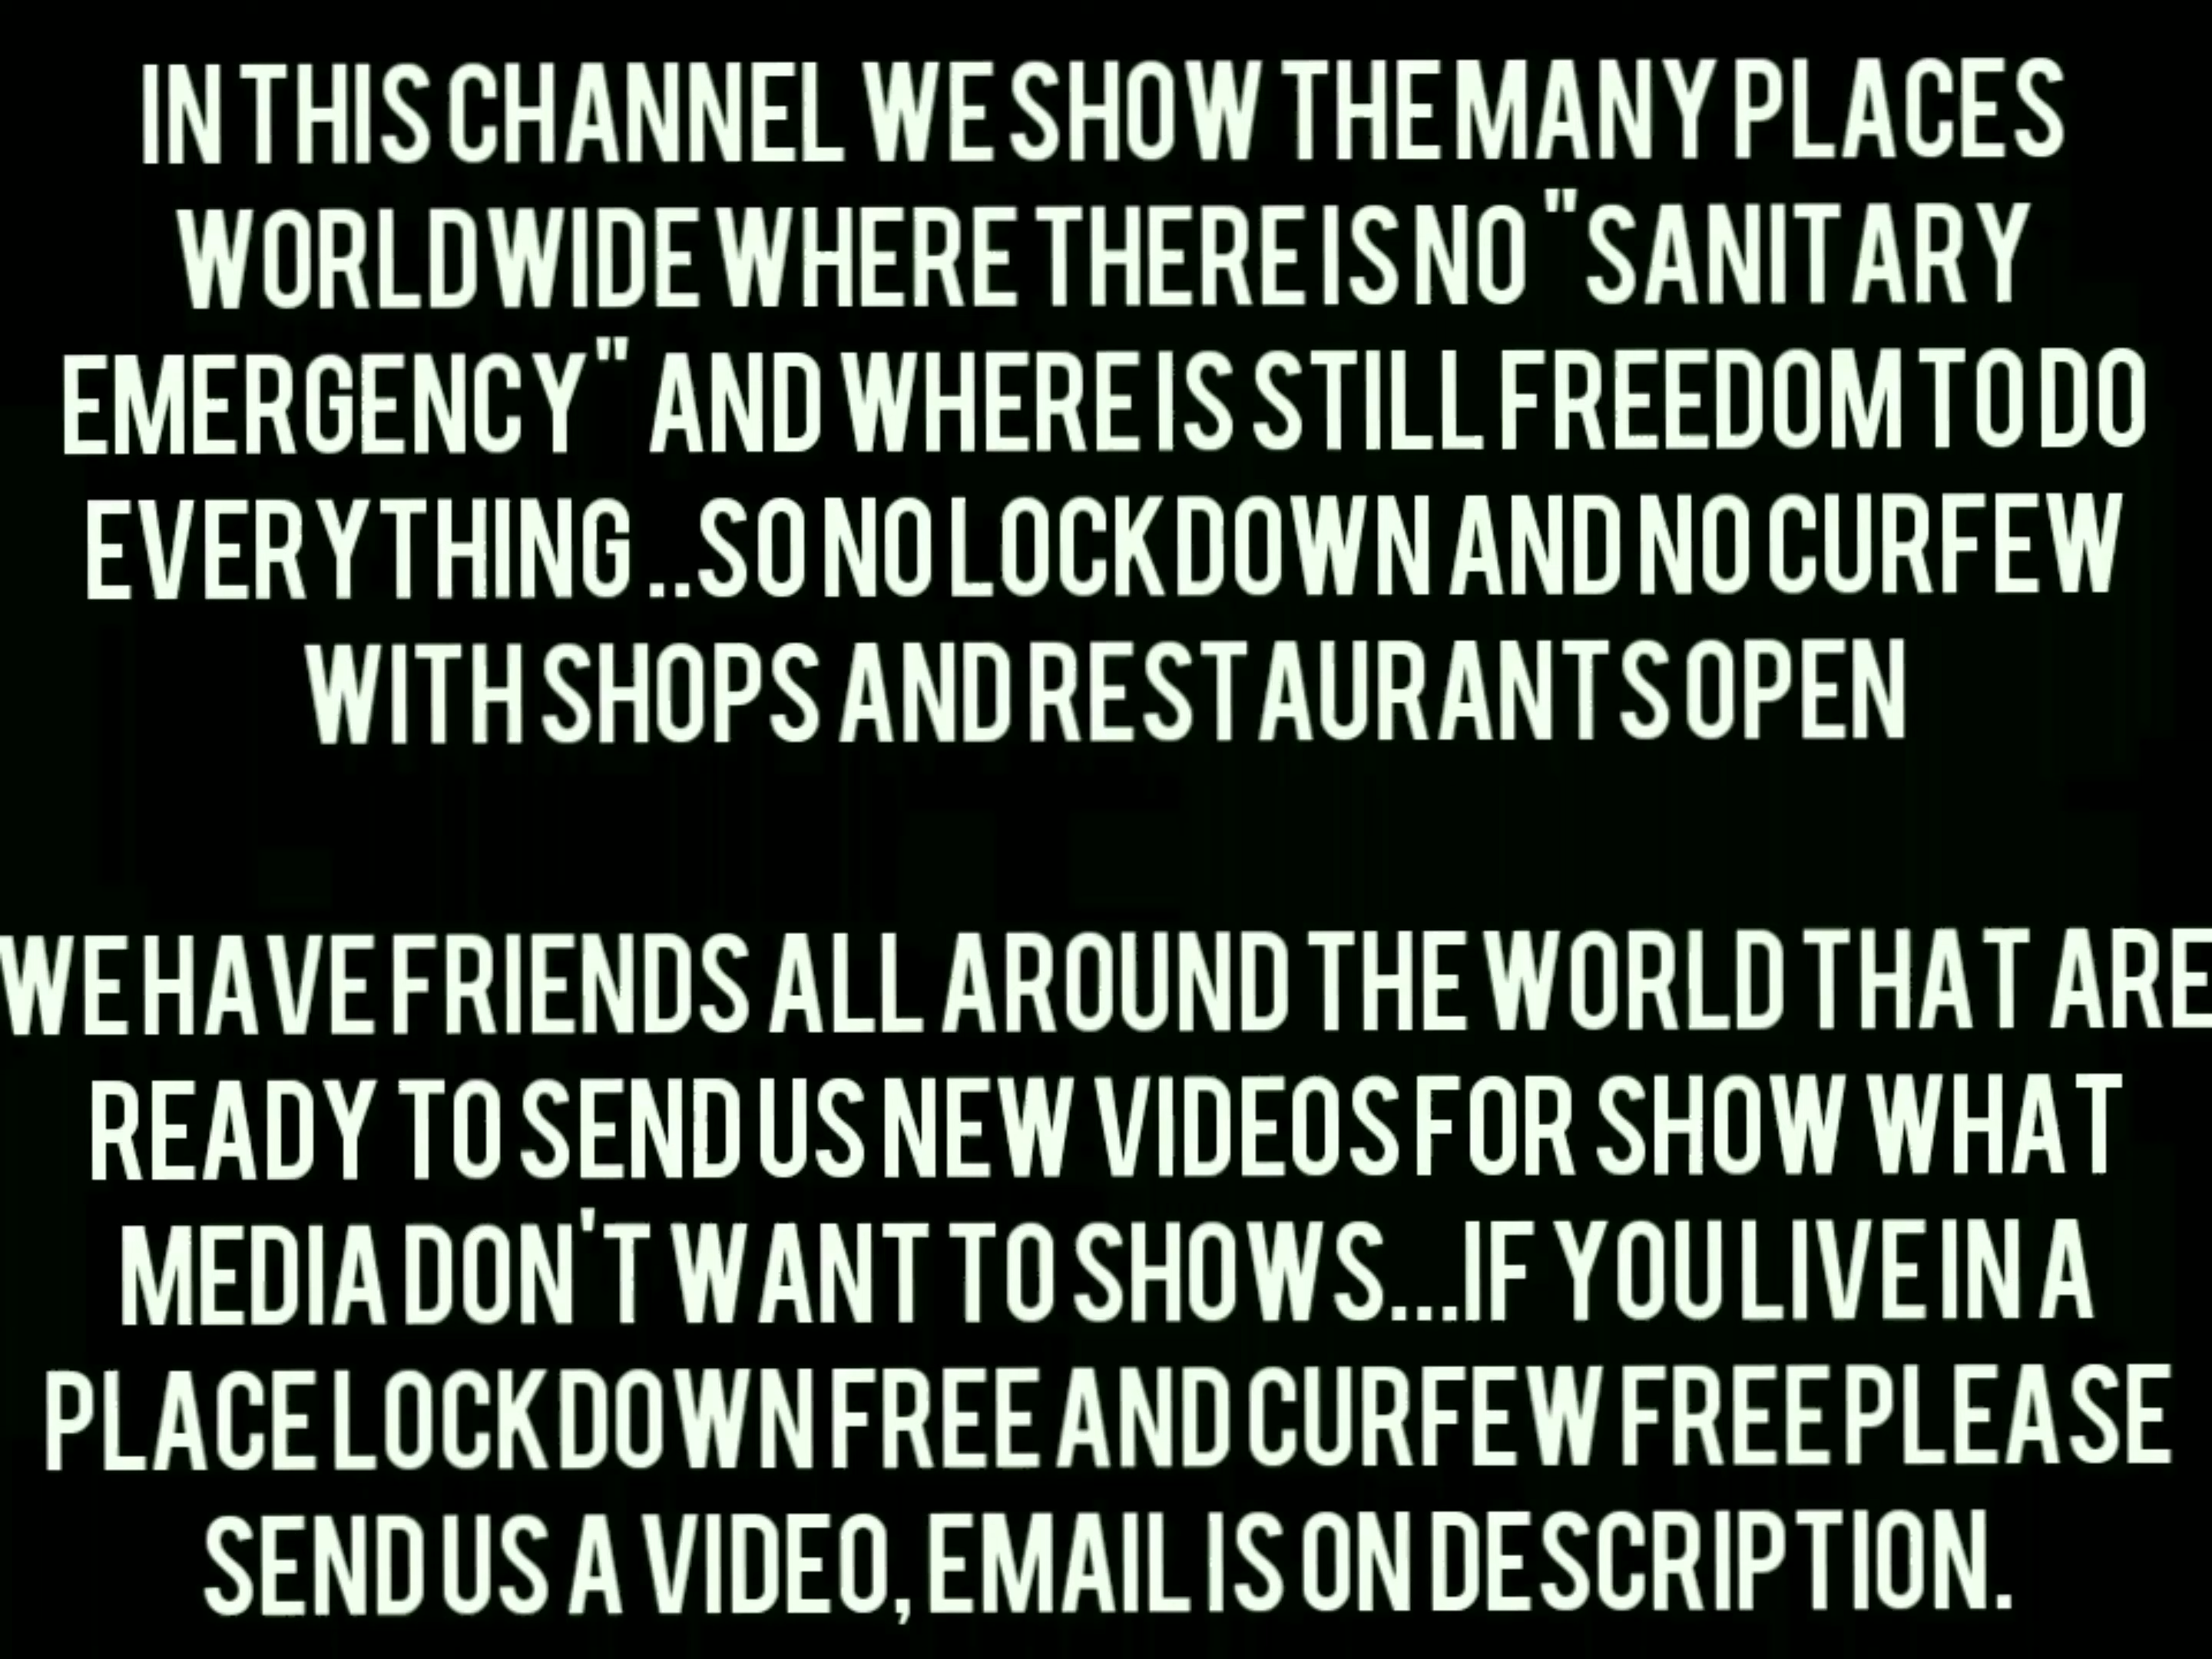 IN THIS CHANNEL WE SHOW THE MANY PLACES
WORLDWIDE WHERE THERE IS NO "SANITARY
EMERGENCY" AND WHERE IS STILL FREEDOM TO DO
EVERYTHING..SO NO LOCKDOWN AND NO CURFEW
WITH SHOPS AND RESTAURANTS OPEN
WE HAVE FRIENDS ALL AROUND THE WORLD THAT ARE
READY TO SEND US NEW VIDEOS FOR SHOW WHAT
MEDIA DON'T WANT TO SHOWS...IF YOU LIVE IN A
PLACE LOCKDOWN FREE AND CURFEW FREE PLEASE
SEND US A VIDEO, EMAIL IS ON DESCRIPTION.